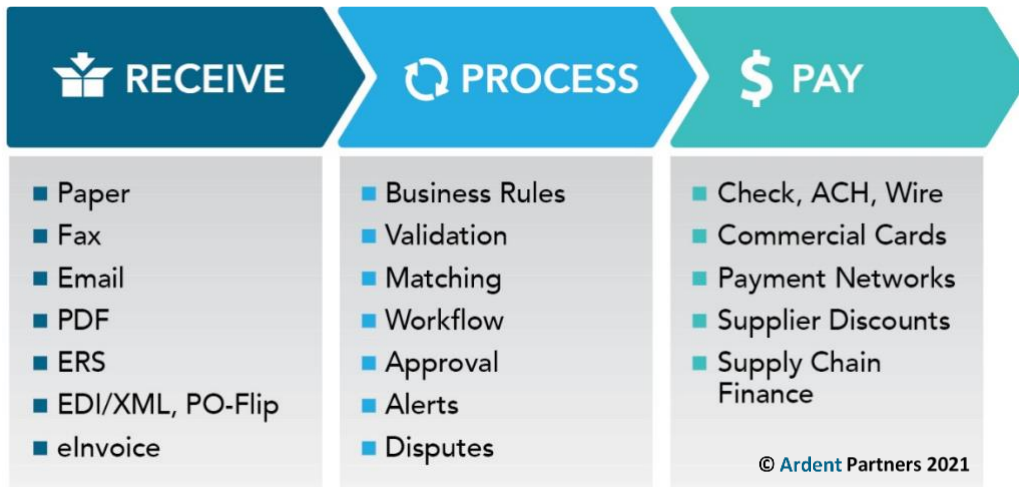 RECEIVE
Paper
Fax
Email
PDF
ERS
EDI/XML, PO-Flip
eInvoice
PROCESS
Business Rules
Validation
Matching
Workflow
Approval
Alerts
Disputes
$ PAY
Check, ACH, Wire
Commercial Cards
Payment Networks
Supplier Discounts
Supply Chain
Finance
© Ardent Partners 2021